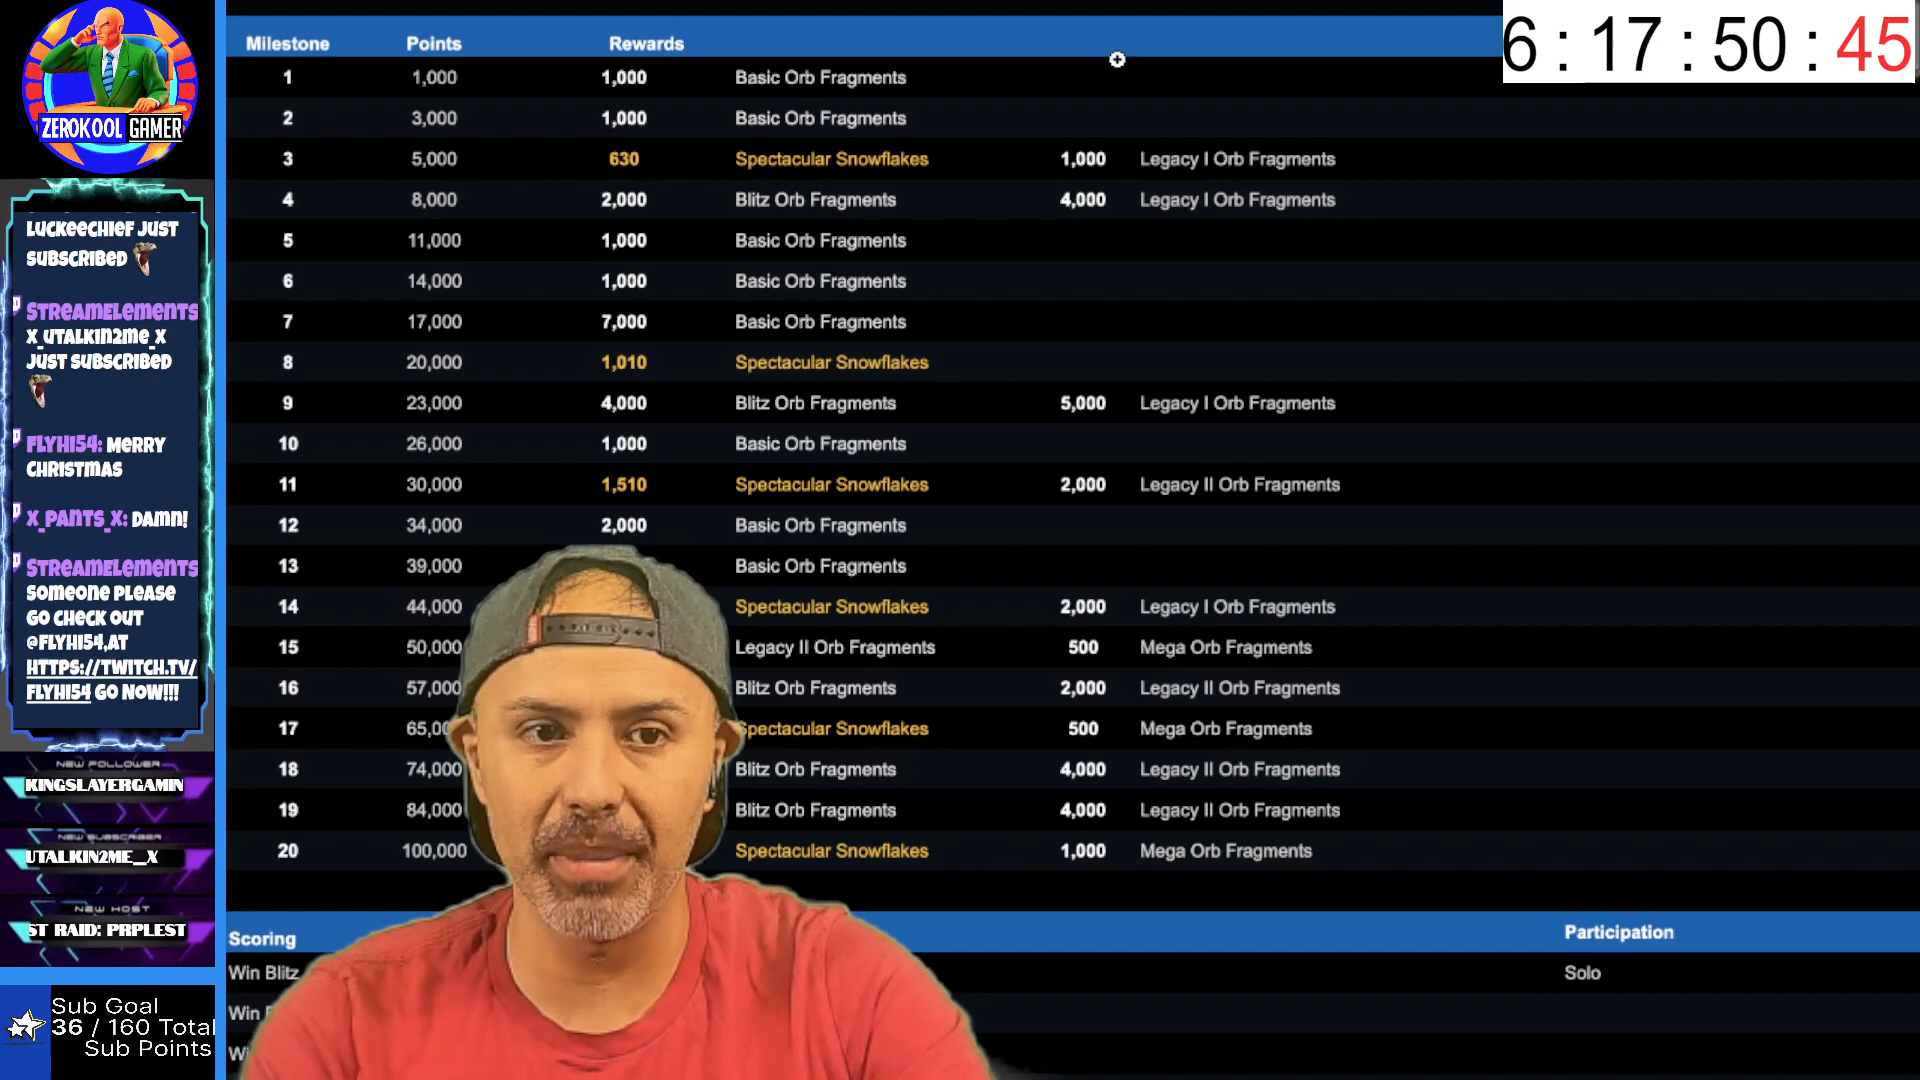 ZEROKOOL GAMER
LUCKEECHIEF JUST
SUBSCRIBED
STREAMELEMENTS
X_UTALKIN2ME_X
JUST SUBSCRIBED
FLYHI54: MERRY
CHRISTMAS
X_PANTS_X: DAMN!
STREAMELEMENTS
SOMEONE PLEASE
GO CHECK OUT
@FLYHI54,AT
HTTPS://TWITCH.TV/
FLYHI54 GO NOW!!!
NEW FOLLOWER
KINGSLAYERGAMIN
NEW SUBSCRIBER
UTALKIN2ME_X
NEW HOST
ST RAID: PRPLEST
Sub Goal
36 / 160 Total
Sub Points
6:17:50:45
Milestone Points Rewards
1 1,000 1,000 Basic Orb Fragments
2 3,000 1,000 Basic Orb Fragments
3 5,000 630 Spectacular Snowflakes 1,000 Legacy I Orb Fragments
4 8,000 2,000 Blitz Orb Fragments 4,000 Legacy I Orb Fragments
5 11,000 1,000 Basic Orb Fragments
6 14,000 1,000 Basic Orb Fragments
7 17,000 7,000 Basic Orb Fragments
8 20,000 1,010 Spectacular Snowflakes
9 23,000 4,000 Blitz Orb Fragments 5,000 Legacy I Orb Fragments
10 26,000 1,000 Basic Orb Fragments
11 30,000 1,510 Spectacular Snowflakes 2,000 Legacy II Orb Fragments
12 34,000 2,000 Basic Orb Fragments
13 39,000 Basic Orb Fragments
14 44,000 Spectacular Snowflakes 2,000 Legacy I Orb Fragments
15 50,000 Legacy II Orb Fragments 500 Mega Orb Fragments
16 57,000 Blitz Orb Fragments 2,000 Legacy II Orb Fragments
17 65,00 Spectacular Snowflakes 500 Mega Orb Fragments
18 74,000 Blitz Orb Fragments 4,000 Legacy II Orb Fragments
19 84,000 Blitz Orb Fragments 4,000 Legacy II Orb Fragments
20 100,000 Spectacular Snowflakes 1,000 Mega Orb Fragments
Scoring Participation
Win Blitz Solo
Win